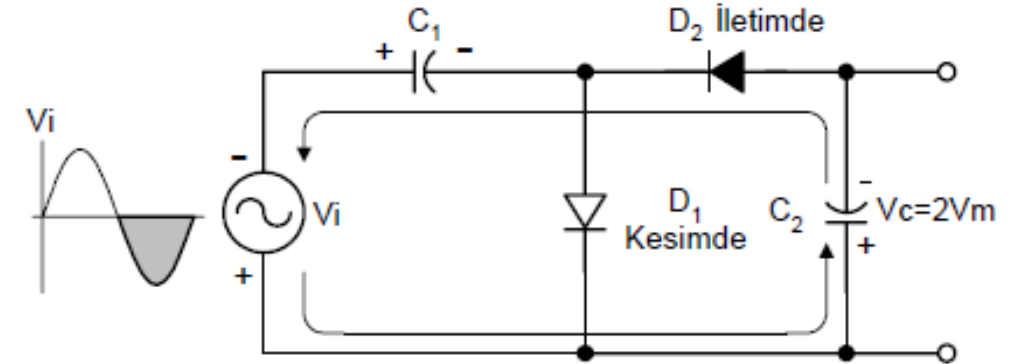 C1
D2 İletimde
+ -
Vi
-
Vi
+
D1
Kesimde
C2
-
Vc=2Vm
+